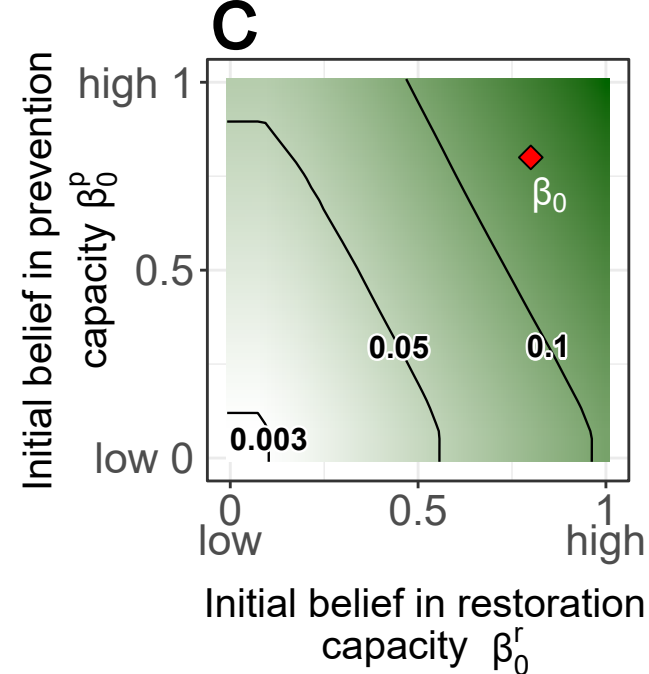 C
Initial belief in prevention
capacity β₀ᵖ
high 1
0.5
low 0
β₀
0.05
0.1
0.003
0 0.5 1
low high
Initial belief in restoration
capacity β₀ʳ